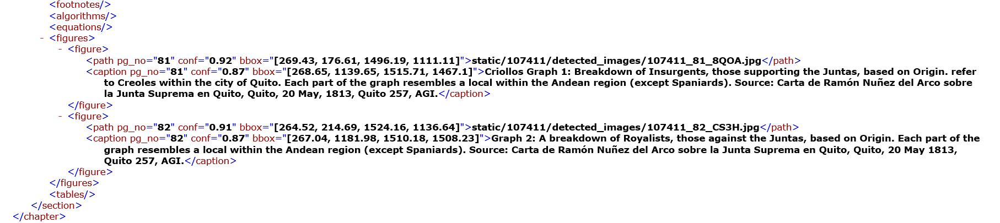 <footnotes/>
<algorithms/>
<equations/>
- <figures>
- <figure>
<path pg_no="81" conf="0.92" bbox="[269.43, 176.61, 1496.19, 1111.11]">static/107411/detected_images/107411_81_8QOA.jpg</path>
<caption pg_no="81" conf="0.87" bbox="[268.65, 1139.65, 1515.71, 1467.1]">Criollos Graph 1: Breakdown of Insurgents, those supporting the Juntas, based on Origin. refer
to Creoles within the city of Quito. Each part of the graph resembles a local within the Andean region (except Spaniards). Source: Carta de Ramón Nuñez del Arco sobre
la Junta Suprema en Quito, Quito, 20 May, 1813, Quito 257, AGI.</caption>
</figure>
- <figure>
<path pg_no="82" conf="0.91" bbox="[264.52, 214.69, 1524.16, 1136.64]">static/107411/detected_images/107411_82_CS3H.jpg</path>
<caption pg_no="82" conf="0.87" bbox="[267.04, 1181.98, 1510.18, 1508.23]">Graph 2: A breakdown of Royalists, those against the Juntas, based on Origin. Each part of the
graph resembles a local within the Andean region (except Spaniards). Source: Carta de Ramón Nuñez del Arco sobre la Junta Suprema en Quito, Quito, 20 May 1813,
Quito 257, AGI.</caption>
</figure>
</figures>
<tables/>
</section>
</chapter>